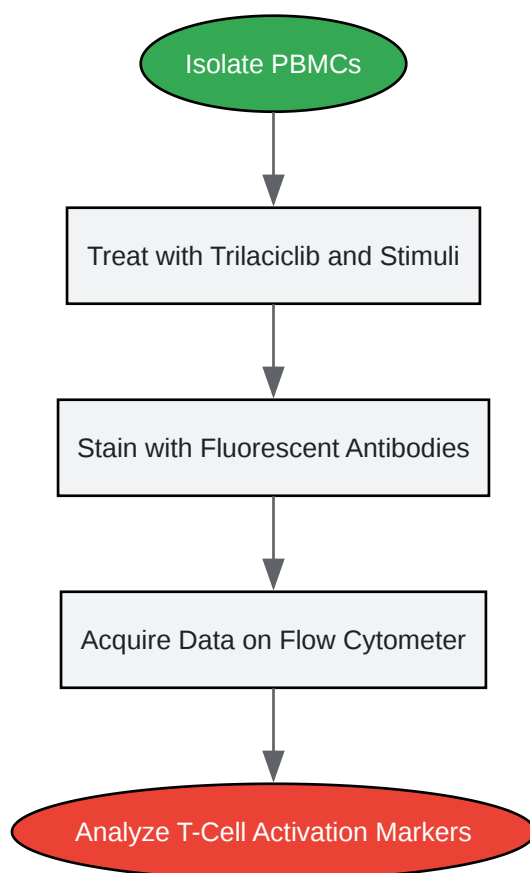 Isolate PBMCs
Treat with Trilaciclib and Stimuli
Stain with Fluorescent Antibodies
Acquire Data on Flow Cytometer
Analyze T-Cell Activation Markers